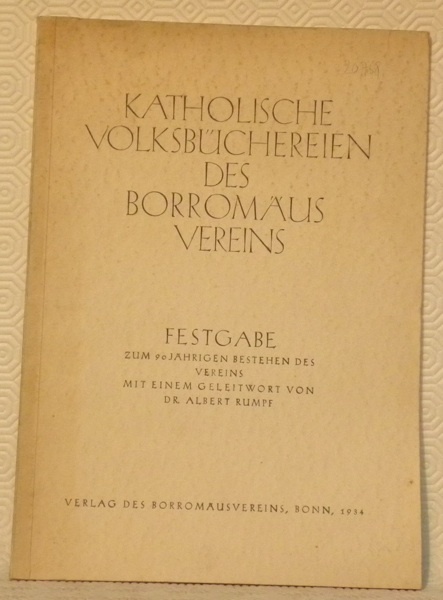 KATHOLISCHE
VOLKSBÜCHEREIEN
DES
BORROMÄUS
VEREINS
FESTGABE
ZUM 90 JÄHRIGEN BESTEHEN DES
VEREINS
MIT EINEM GELEITWORT VON
DR. ALBERT RUMPF
VERLAG DES BORROMÄUSVEREINS, BONN, 1934